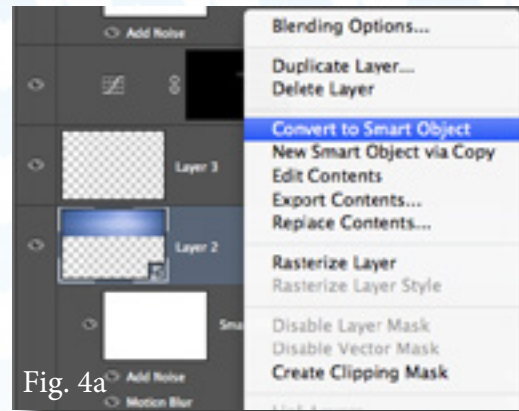 Add Noise
Layer 3
Layer 2
Sma
Add Noise
Motion Blur
Fig. 4a
Blending Options...
Duplicate Layer...
Delete Layer
Convert to Smart Object
New Smart Object via Copy
Edit Contents
Export Contents...
Replace Contents...
Rasterize Layer
Rasterize Layer Style
Disable Layer Mask
Disable Vector Mask
Create Clipping Mask